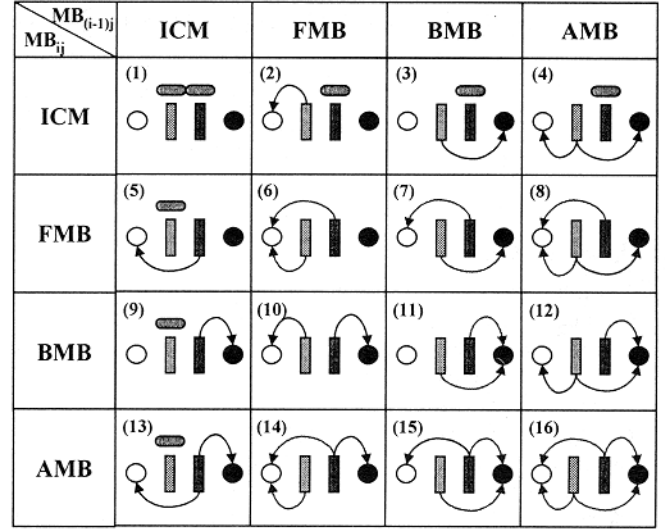 MB(i-1)j
MBij
ICM
FMB
BMB
AMB
ICM
(1)
(2)
(3)
(4)
FMB
(5)
(6)
(7)
(8)
BMB
(9)
(10)
(11)
(12)
AMB
(13)
(14)
(15)
(16)